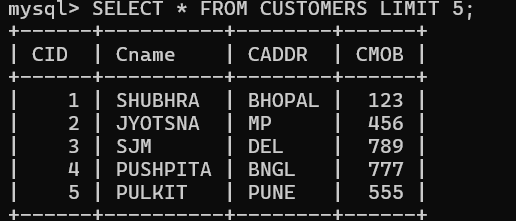 mysql> SELECT * FROM CUSTOMERS LIMIT 5;
+------+----------+--------+------+
| CID  | Cname    | CADDR  | CMOB |
+------+----------+--------+------+
|    1 | SHUBHRA  | BHOPAL |  123 |
|    2 | JYOTSNA  | MP     |  456 |
|    3 | SJM      | DEL    |  789 |
|    4 | PUSHPITA | BNGL   |  777 |
|    5 | PULKIT   | PUNE   |  555 |
+------+----------+--------+------+